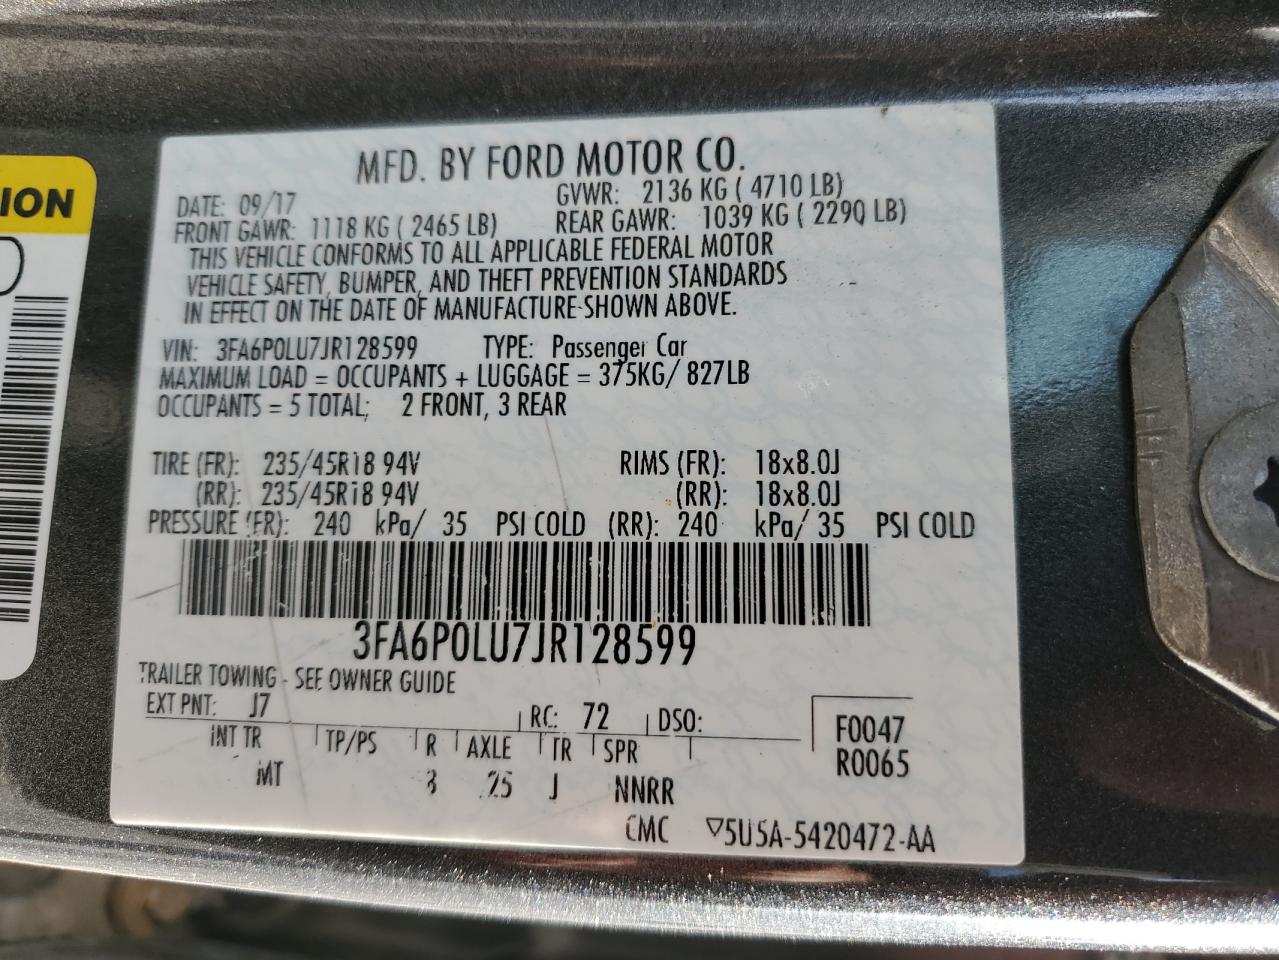 ION
MFD. BY FORD MOTOR CO.
DATE: 09/17 GVWR: 2136 KG ( 4710 LB)
FRONT GAWR: 1118 KG ( 2465 LB) REAR GAWR: 1039 KG ( 2290 LB)
THIS VEHICLE CONFORMS TO ALL APPLICABLE FEDERAL MOTOR
VEHICLE SAFETY, BUMPER, AND THEFT PREVENTION STANDARDS
IN EFFECT ON THE DATE OF MANUFACTURE SHOWN ABOVE.
VIN: 3FA6P0LU7JR128599 TYPE: Passenger Car
MAXIMUM LOAD = OCCUPANTS + LUGGAGE = 375KG/ 827LB
OCCUPANTS = 5 TOTAL; 2 FRONT, 3 REAR
TIRE (FR): 235/45R18 94V RIMS (FR): 18x8.0J
(RR): 235/45R18 94V (RR): 18x8.0J
PRESSURE (FR): 240 kPa/ 35 PSI COLD (RR): 240 kPa/ 35 PSI COLD
3FA6P0LU7JR128599
TRAILER TOWING - SEE OWNER GUIDE
EXT PNT: J7 RC: 72 DSO: F0047
INT TR TP/PS R AXLE TR SPR R0065
MT 25 J NNRR
CMC ▽5U5A-5420472-AA